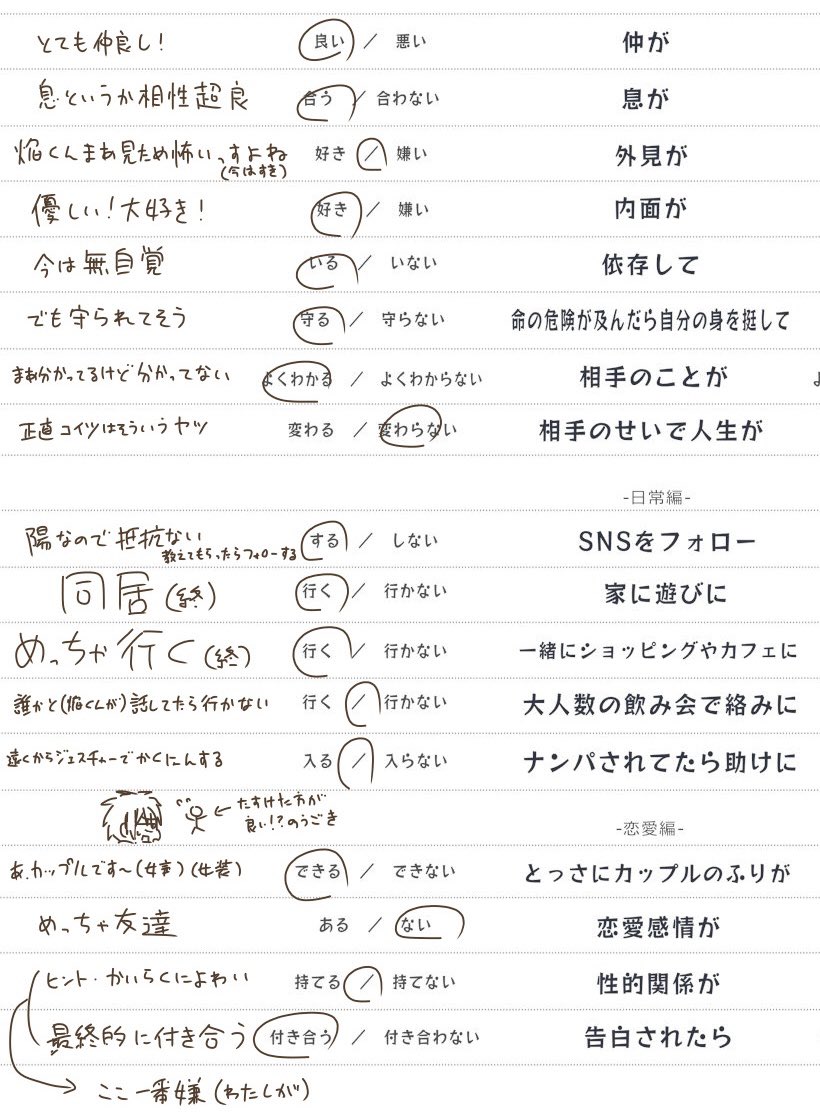 とても仲良し! 良い / 悪い 仲が
息というか相性超良 合う / 合わない 息が
焔くんまあ見ため怖いっすよね 好き / 嫌い 外見が
(今はすき)
優しい!大好き! 好き / 嫌い 内面が
今は無自覚 いる / いない 依存して
でも守られてそう 守る / 守らない 命の危険が及んだら自分の身を挺して
まあ分かってるけど分かってない よくわかる / よくわからない 相手のことが
正直コイツはそういうヤツ 変わる / 変わらない 相手のせいで人生が
-日常編-
陽なので抵抗ない する / しない SNSをフォロー
教えてもらったらフォローする
同居(終) 行く / 行かない 家に遊びに
めっちゃ行く(終) 行く / 行かない 一緒にショッピングやカフェに
誰かと(焔くんが)話してたら行かない 行く / 行かない 大人数の飲み会で絡みに
遠くからジェスチャーでかくにんする 入る / 入らない ナンパされてたら助けに
←たすけた方が
良い!?のうごき
-恋愛編-
あ、カップルです〜(女事)(女装) できる / できない とっさにカップルのふりが
めっちゃ友達 ある / ない 恋愛感情が
ヒント・かいらくによわい 持てる / 持てない 性的関係が
最終的に付き合う 付き合う / 付き合わない 告白されたら
ここ一番嫌(わたしが)